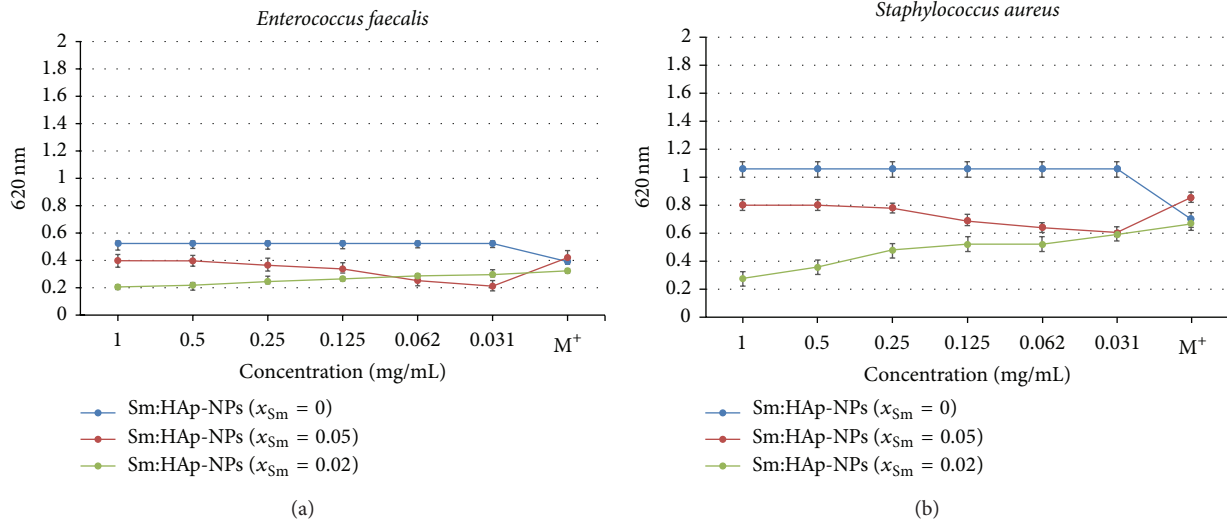 Enterococcus faecalis
2
1.8
1.6
1.4
1.2
1
0.8
0.6
0.4
0.2
0
620 nm
1 0.5 0.25 0.125 0.062 0.031 M⁺
Concentration (mg/mL)
Sm:HAp-NPs (xSm = 0)
Sm:HAp-NPs (xSm = 0.05)
Sm:HAp-NPs (xSm = 0.02)
(a)
Staphylococcus aureus
2
1.8
1.6
1.4
1.2
1
0.8
0.6
0.4
0.2
0
620 nm
1 0.5 0.25 0.125 0.062 0.031 M⁺
Concentration (mg/mL)
Sm:HAp-NPs (xSm = 0)
Sm:HAp-NPs (xSm = 0.05)
Sm:HAp-NPs (xSm = 0.02)
(b)